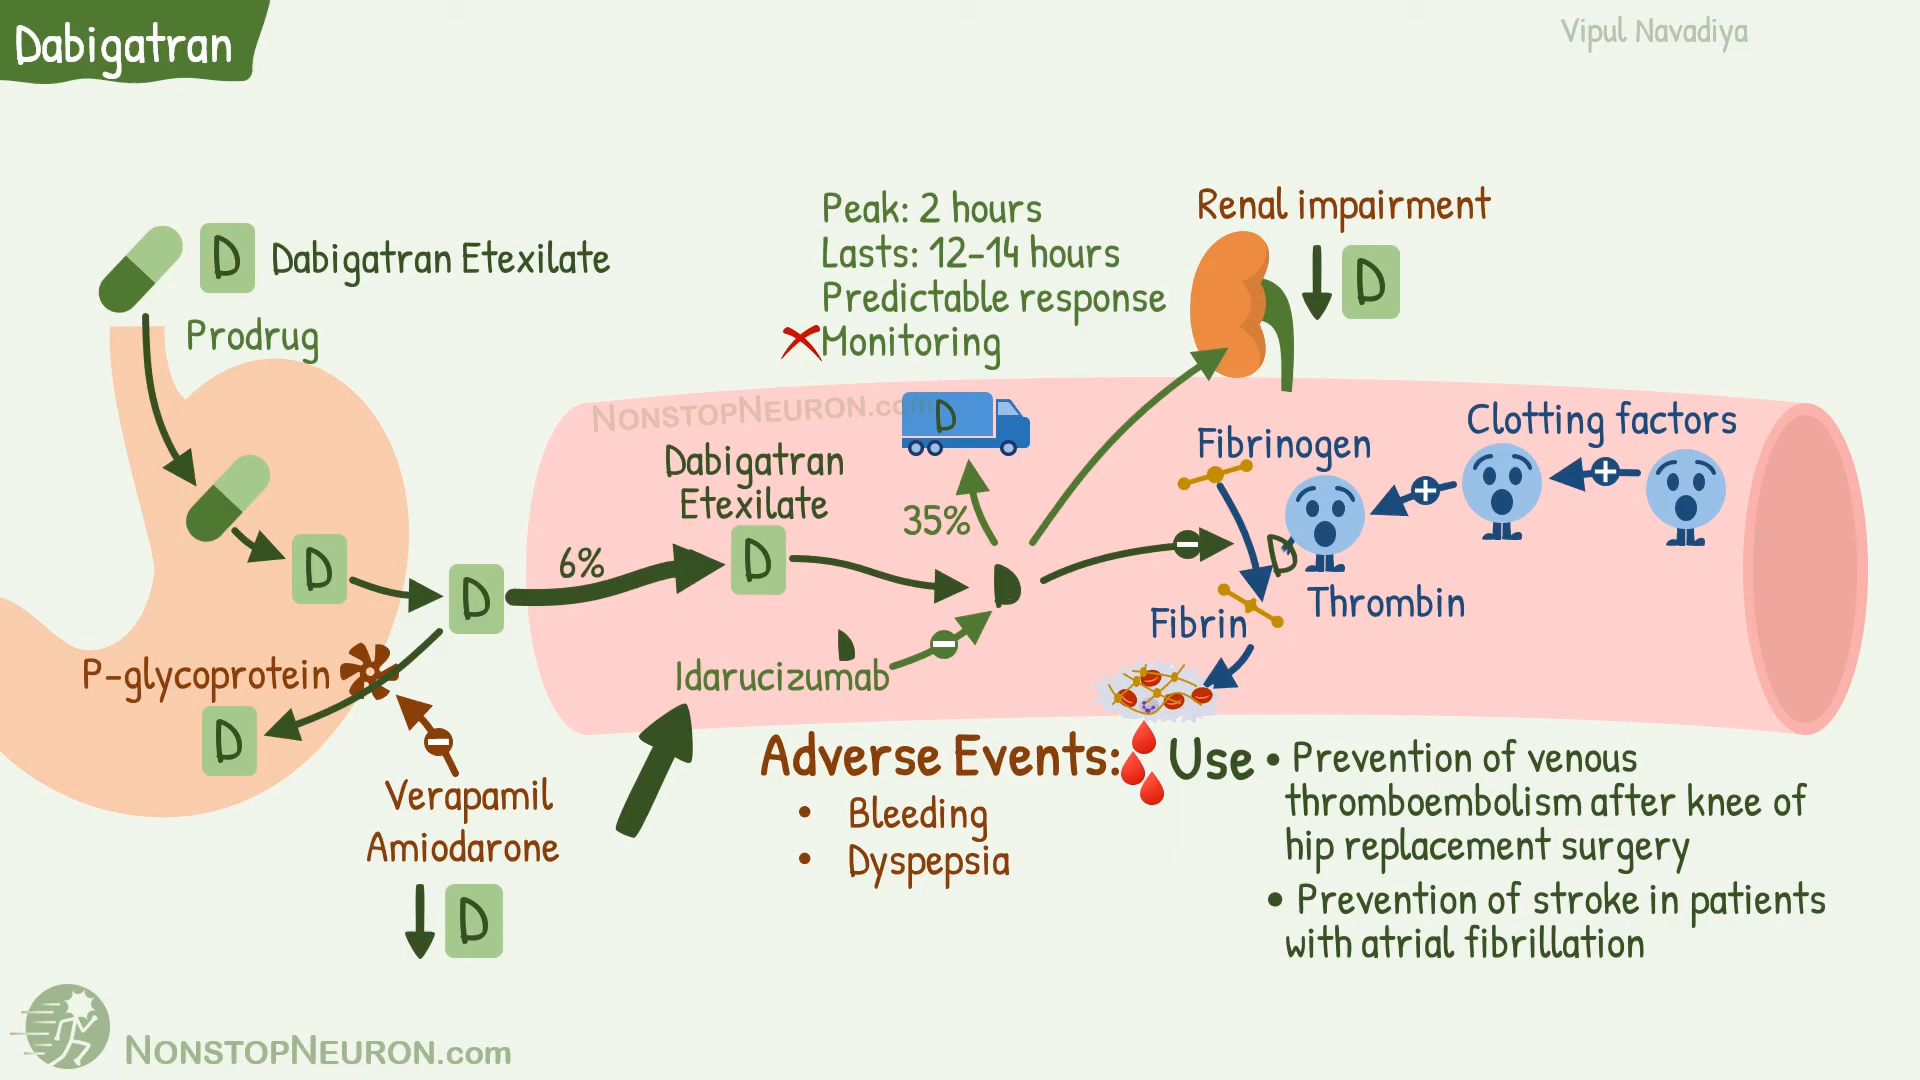 Dabigatran
Vipul Navadiya
D
Dabigatran Etexilate
Prodrug
Peak: 2 hours
Lasts: 12-14 hours
Predictable response
Monitoring
Renal impairment
D
NONSTOPNEURON.com
D
Dabigatran
Etexilate
D
35%
6%
D
D
D
Idarucizumab
Fibrinogen
Clotting factors
D
Thrombin
Fibrin
P-glycoprotein
D
Verapamil
Amiodarone
D
Adverse Events:
• Bleeding
• Dyspepsia
Use
• Prevention of venous
thromboembolism after knee of
hip replacement surgery
• Prevention of stroke in patients
with atrial fibrillation
NONSTOPNEURON.com